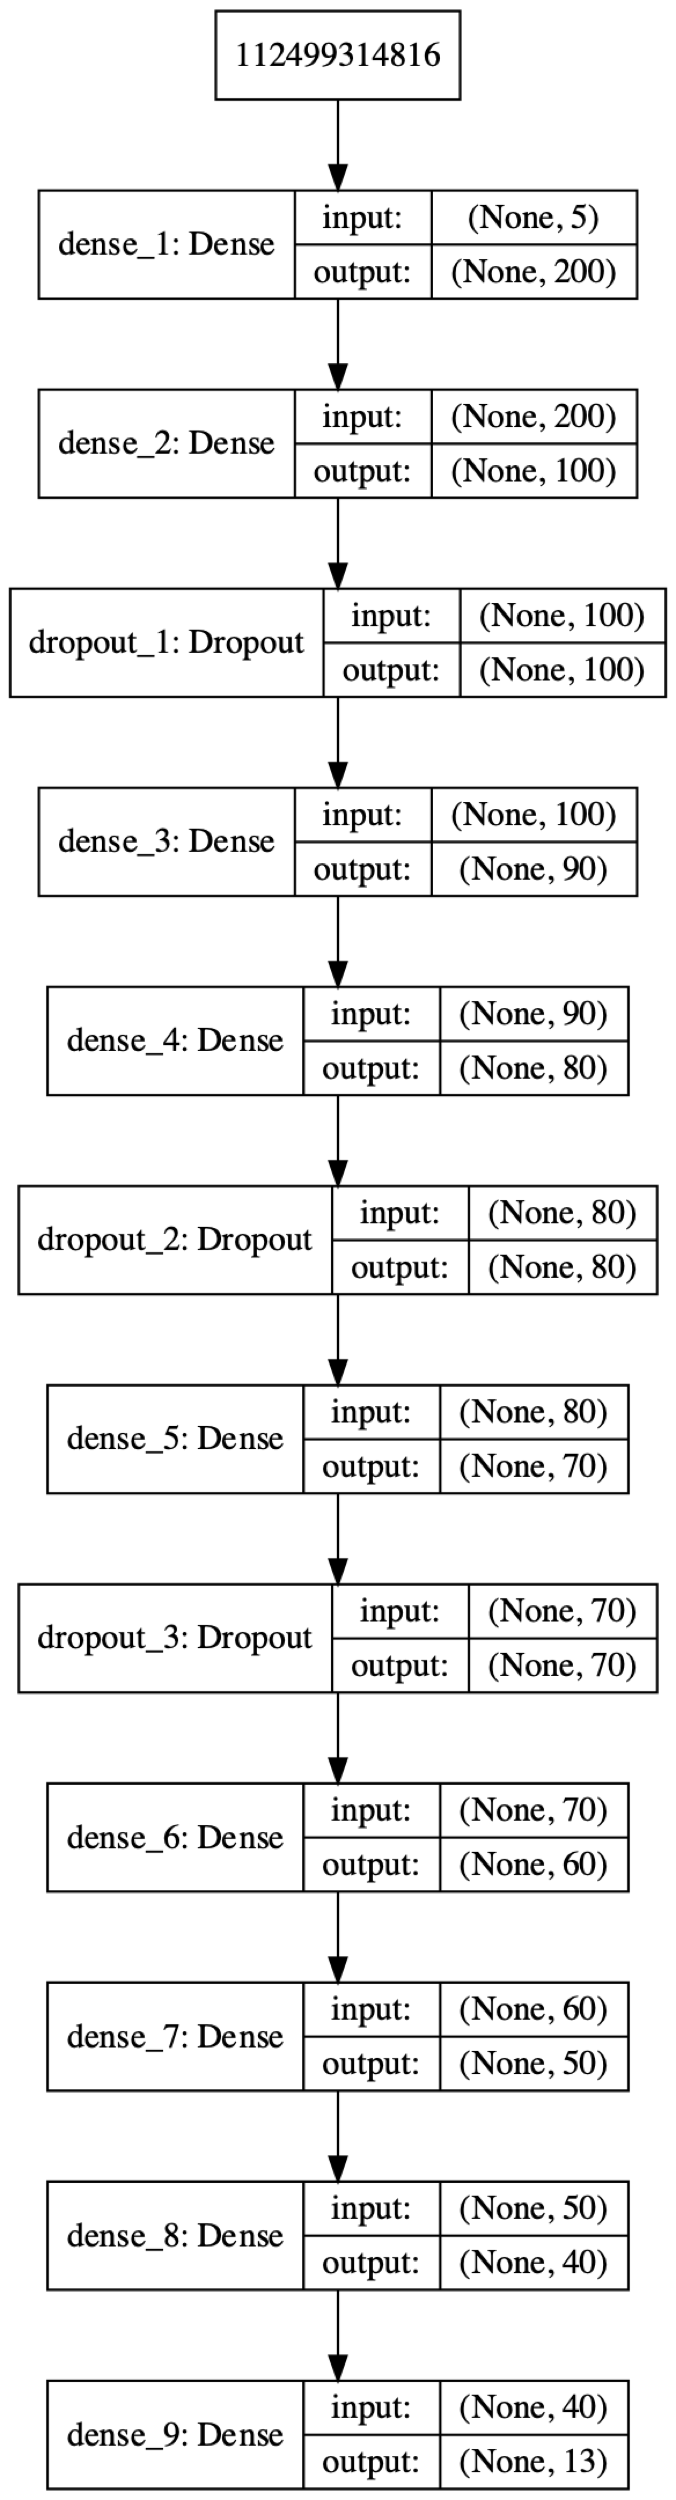 112499314816
dense_1: Dense
input: (None, 5)
output: (None, 200)
dense_2: Dense
input: (None, 200)
output: (None, 100)
dropout_1: Dropout
input: (None, 100)
output: (None, 100)
dense_3: Dense
input: (None, 100)
output: (None, 90)
dense_4: Dense
input: (None, 90)
output: (None, 80)
dropout_2: Dropout
input: (None, 80)
output: (None, 80)
dense_5: Dense
input: (None, 80)
output: (None, 70)
dropout_3: Dropout
input: (None, 70)
output: (None, 70)
dense_6: Dense
input: (None, 70)
output: (None, 60)
dense_7: Dense
input: (None, 60)
output: (None, 50)
dense_8: Dense
input: (None, 50)
output: (None, 40)
dense_9: Dense
input: (None, 40)
output: (None, 13)